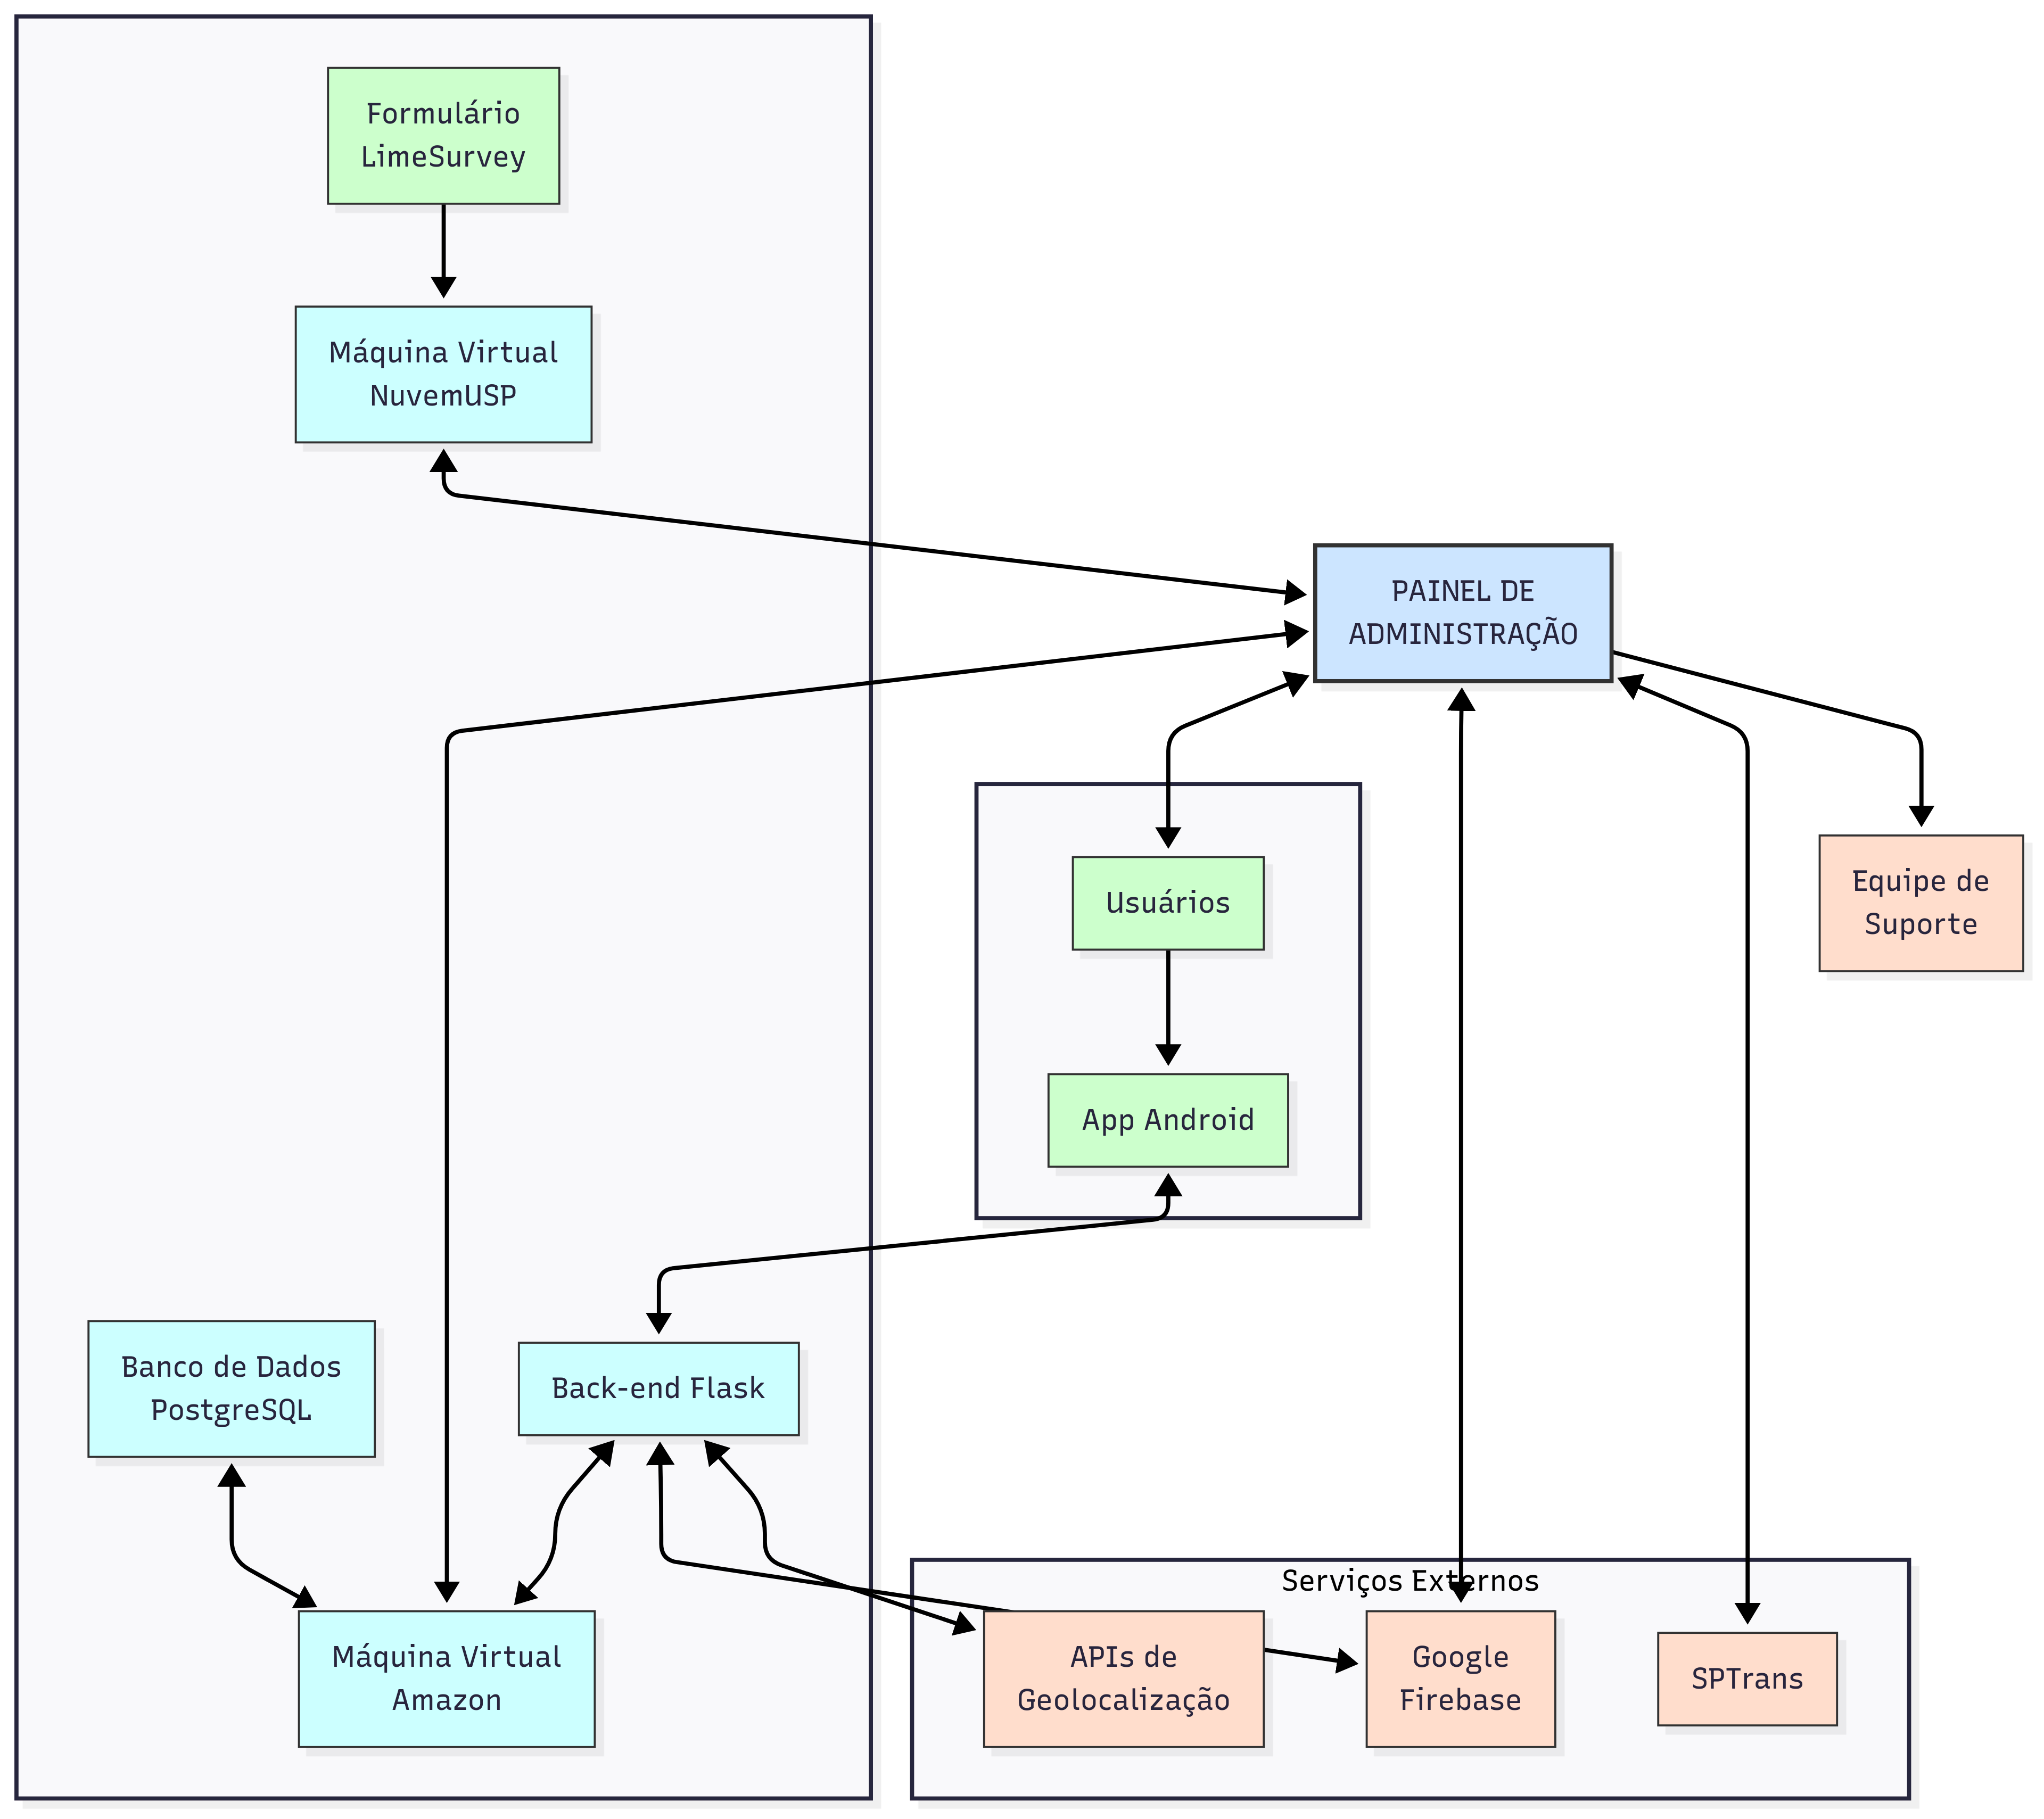 Formulário
LimeSurvey
Máquina Virtual
NuvemUSP
PAINEL DE
ADMINISTRAÇÃO
Usuários
Equipe de
Suporte
App Android
Banco de Dados
PostgreSQL
Back-end Flask
Serviços Externos
Máquina Virtual
Amazon
APIs de
Geolocalização
Google
Firebase
SPTrans